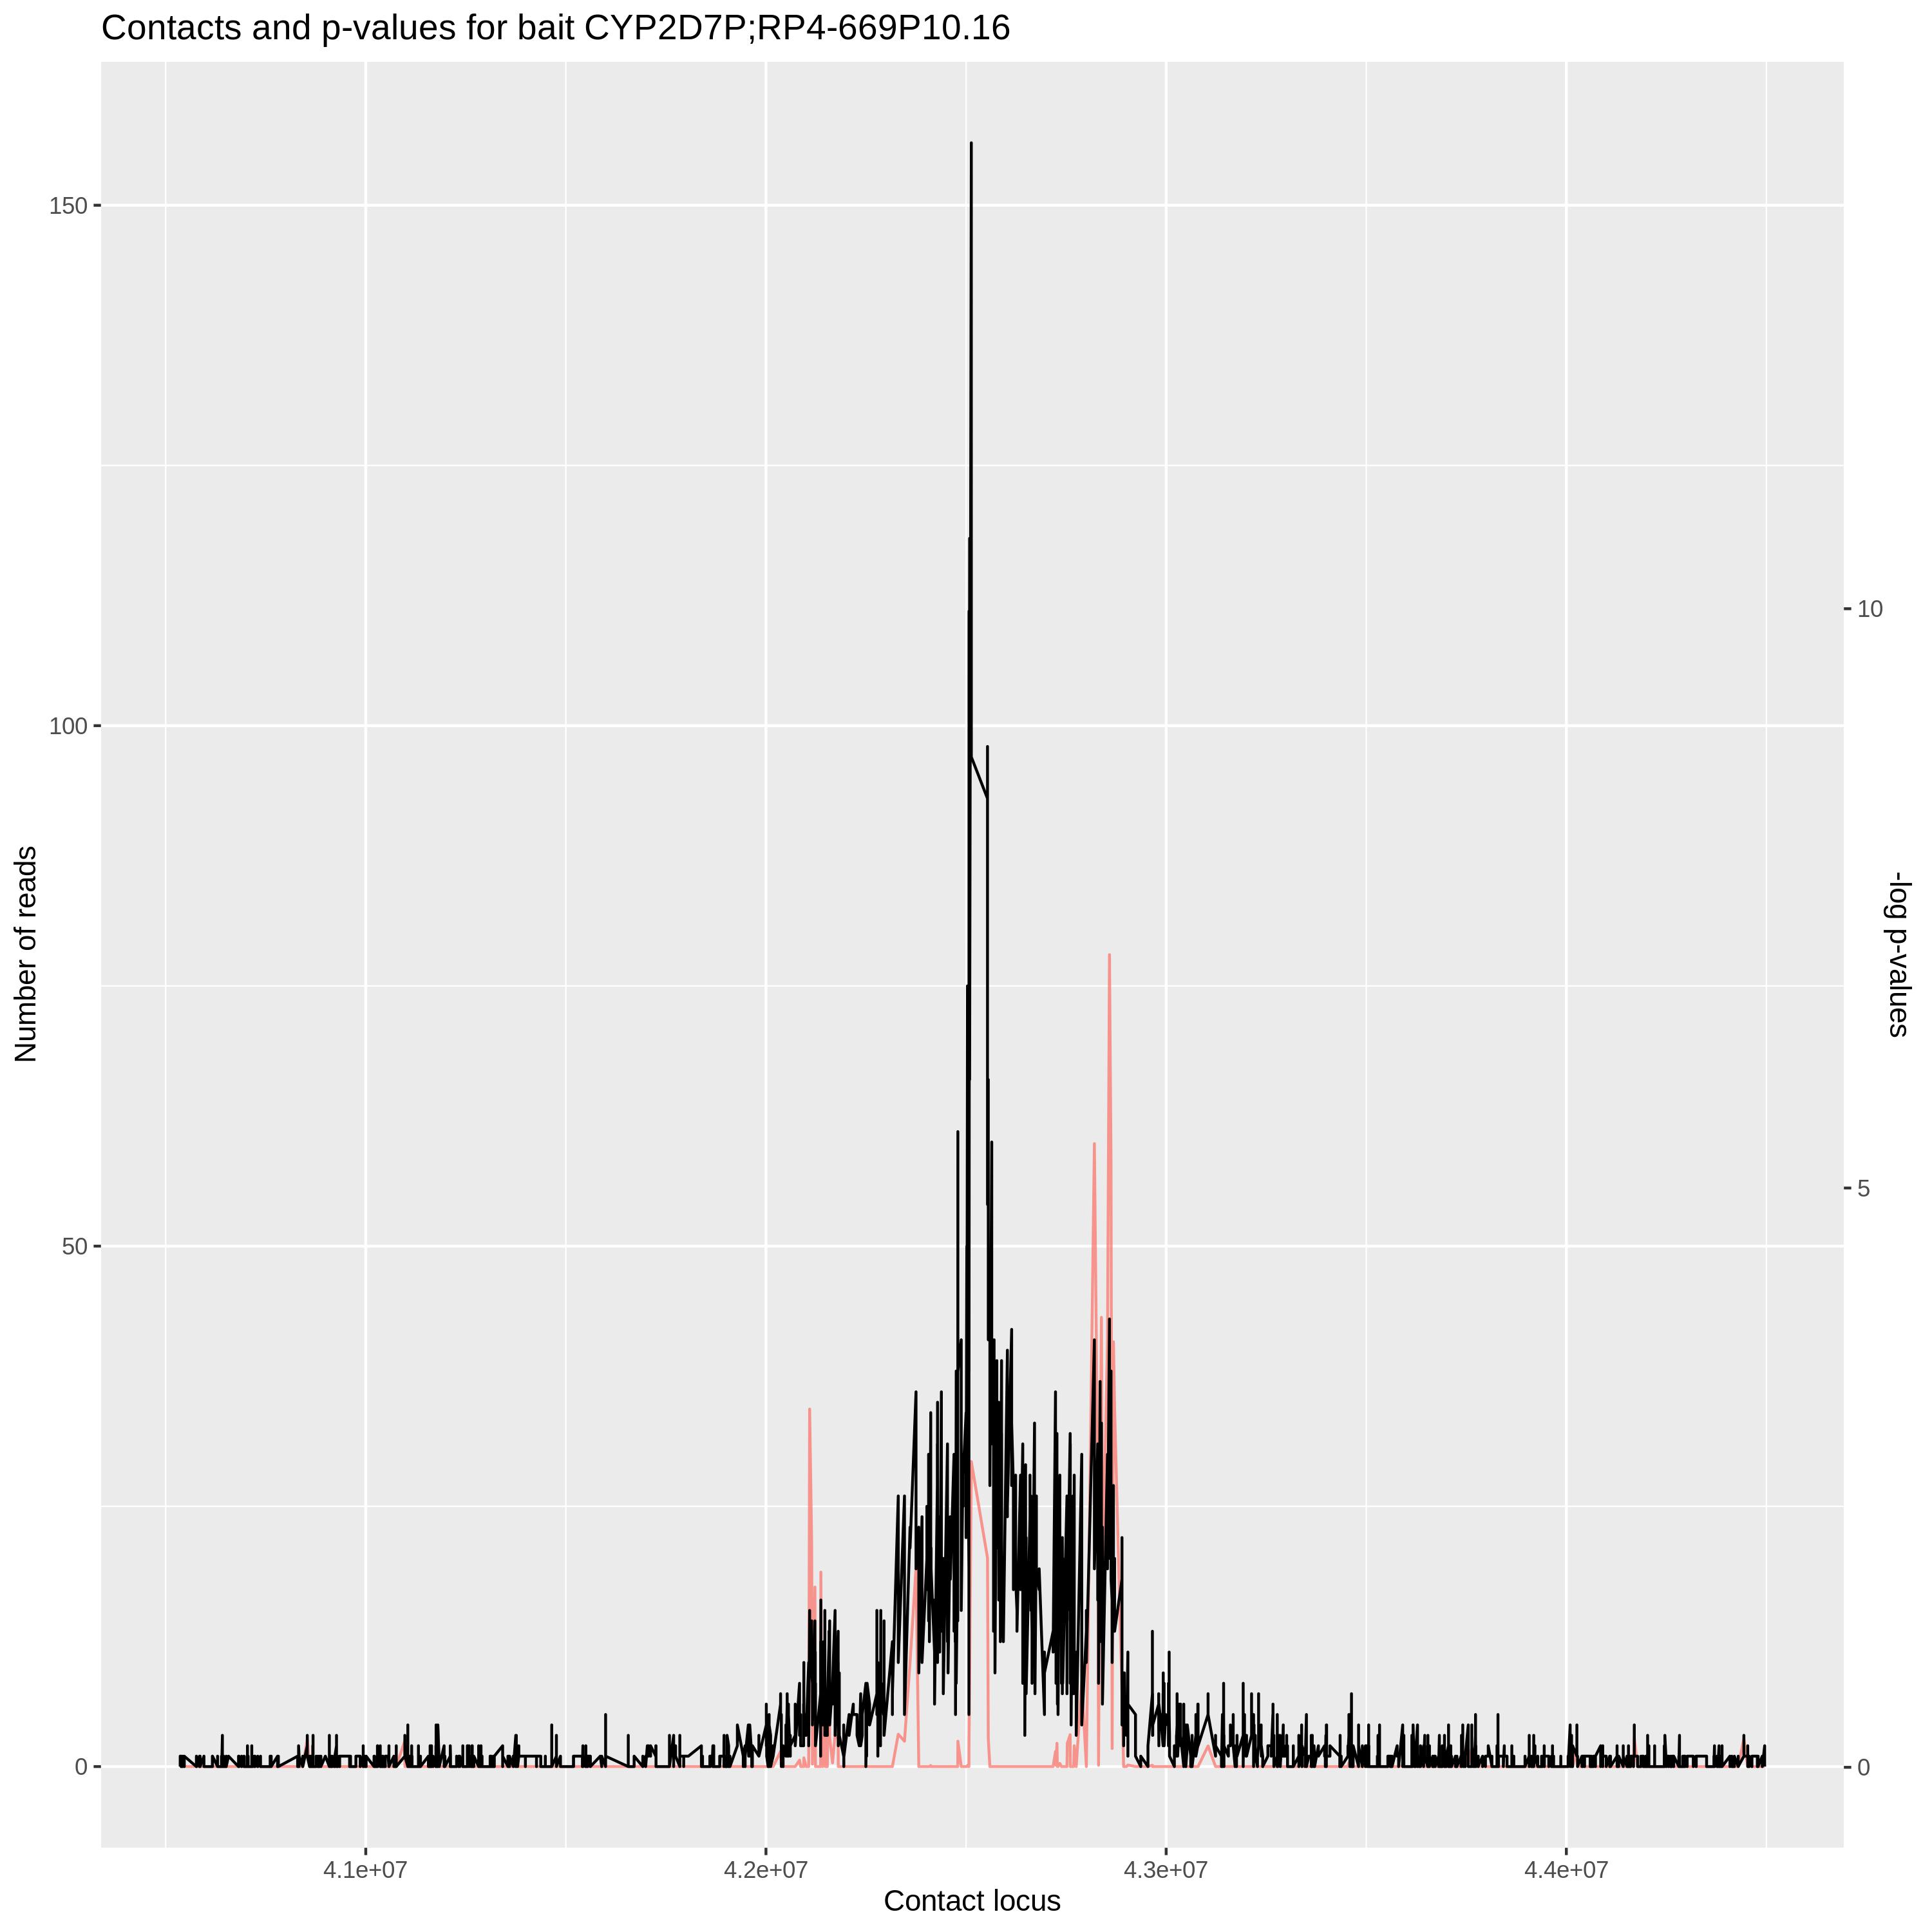 Contacts and p-values for bait CYP2D7P;RP4-669P10.16
150
100
50
0
Number of reads
10
5
0
-log p-values
4.1e+07
4.2e+07
4.3e+07
4.4e+07
Contact locus